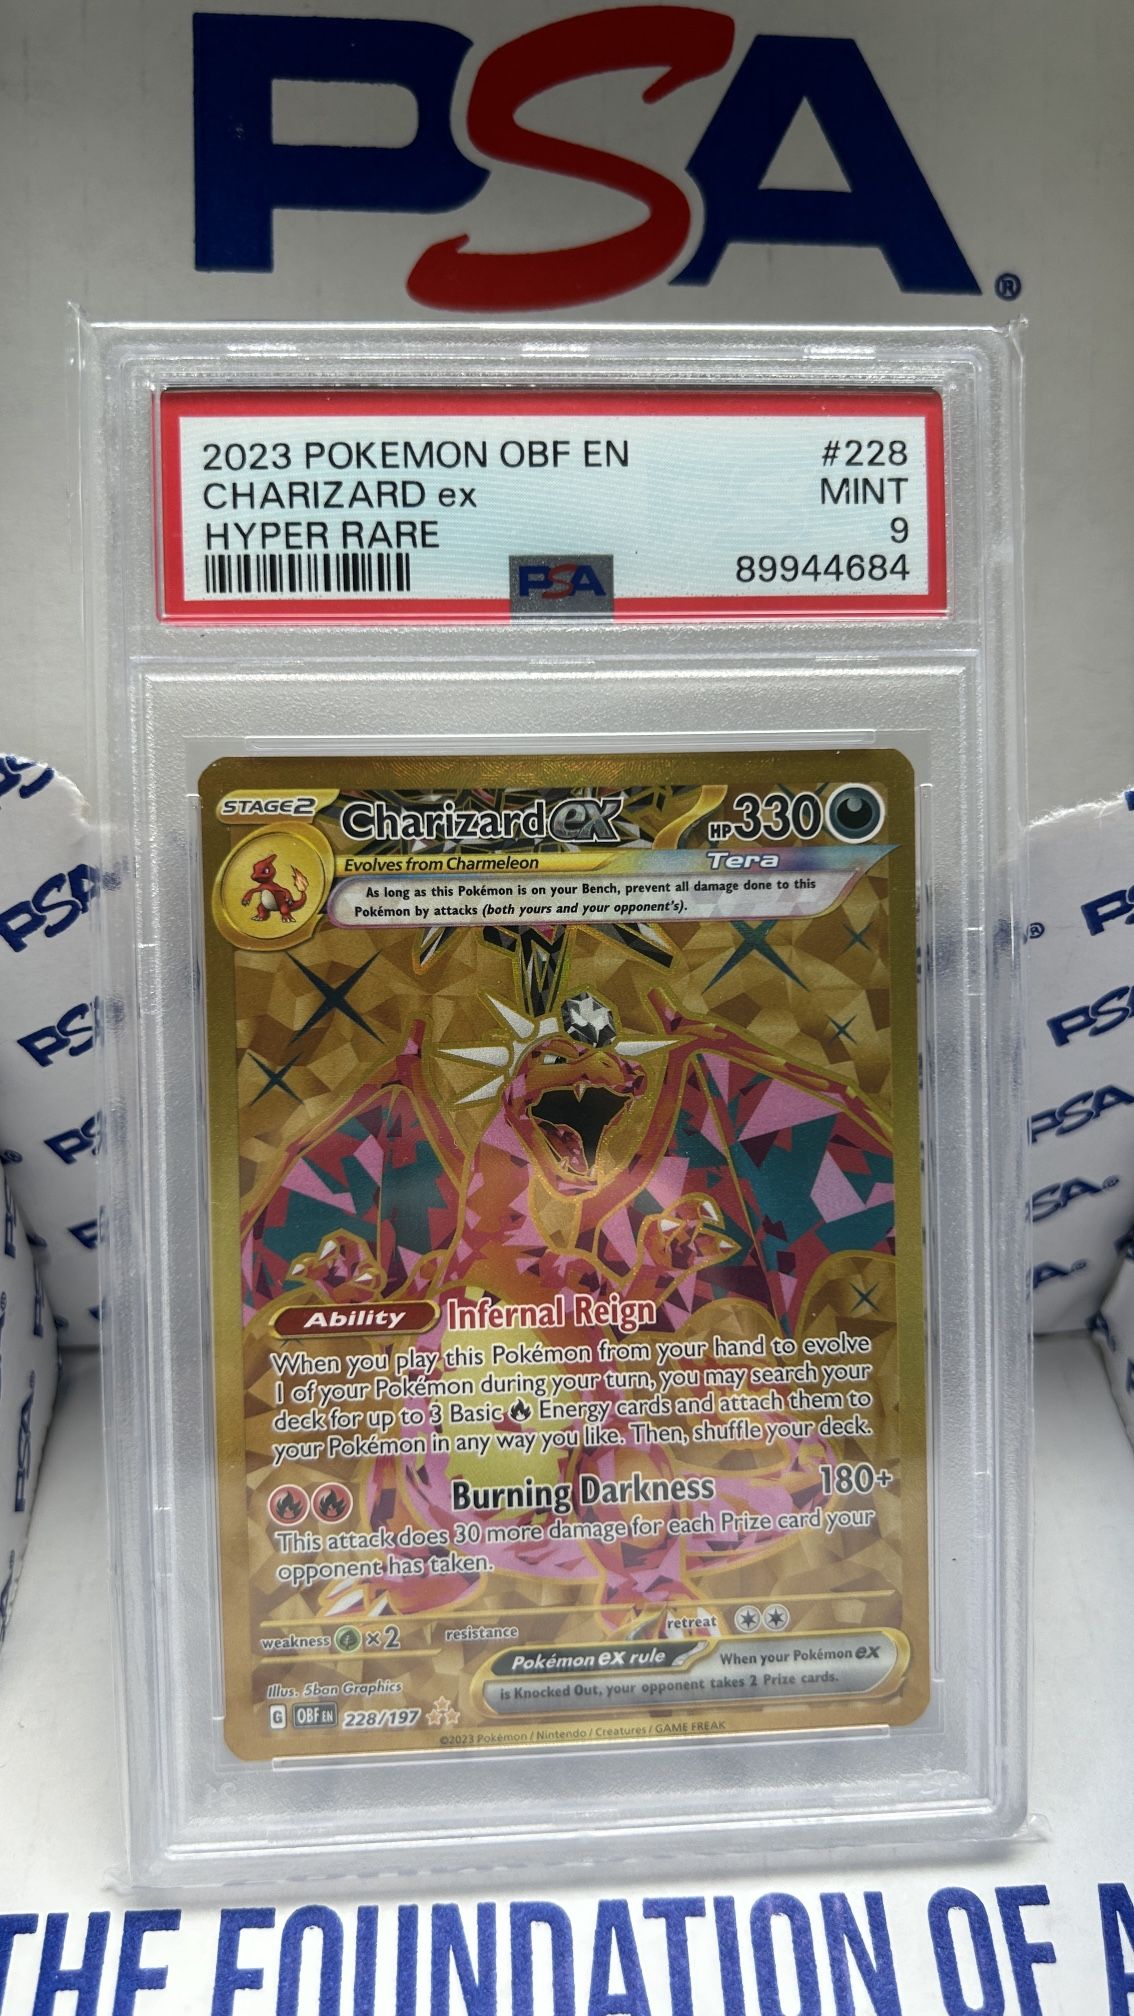 PSA®
2023 POKEMON OBF EN #228
CHARIZARD ex MINT
HYPER RARE 9
PSA 89944684
STAGE2 Charizard ex HP330
Evolves from Charmeleon Tera
As long as this Pokémon is on your Bench, prevent all damage done to this
Pokémon by attacks (both yours and your opponent's).
Ability Infernal Reign
When you play this Pokémon from your hand to evolve
1 of your Pokémon during your turn, you may search your
deck for up to 3 Basic Energy cards and attach them to
your Pokémon in any way you like. Then, shuffle your deck.
Burning Darkness 180+
This attack does 30 more damage for each Prize card your
opponent has taken.
weakness ×2 resistance retreat
Pokémon ex rule When your Pokémon ex
is Knocked Out, your opponent takes 2 Prize cards.
Illus. 5ban Graphics
G OBF EN 228/197
©2023 Pokémon / Nintendo / Creatures / GAME FREAK
PSA
PSA
PSA
PSA
PSA
THE FOUNDATION OF A